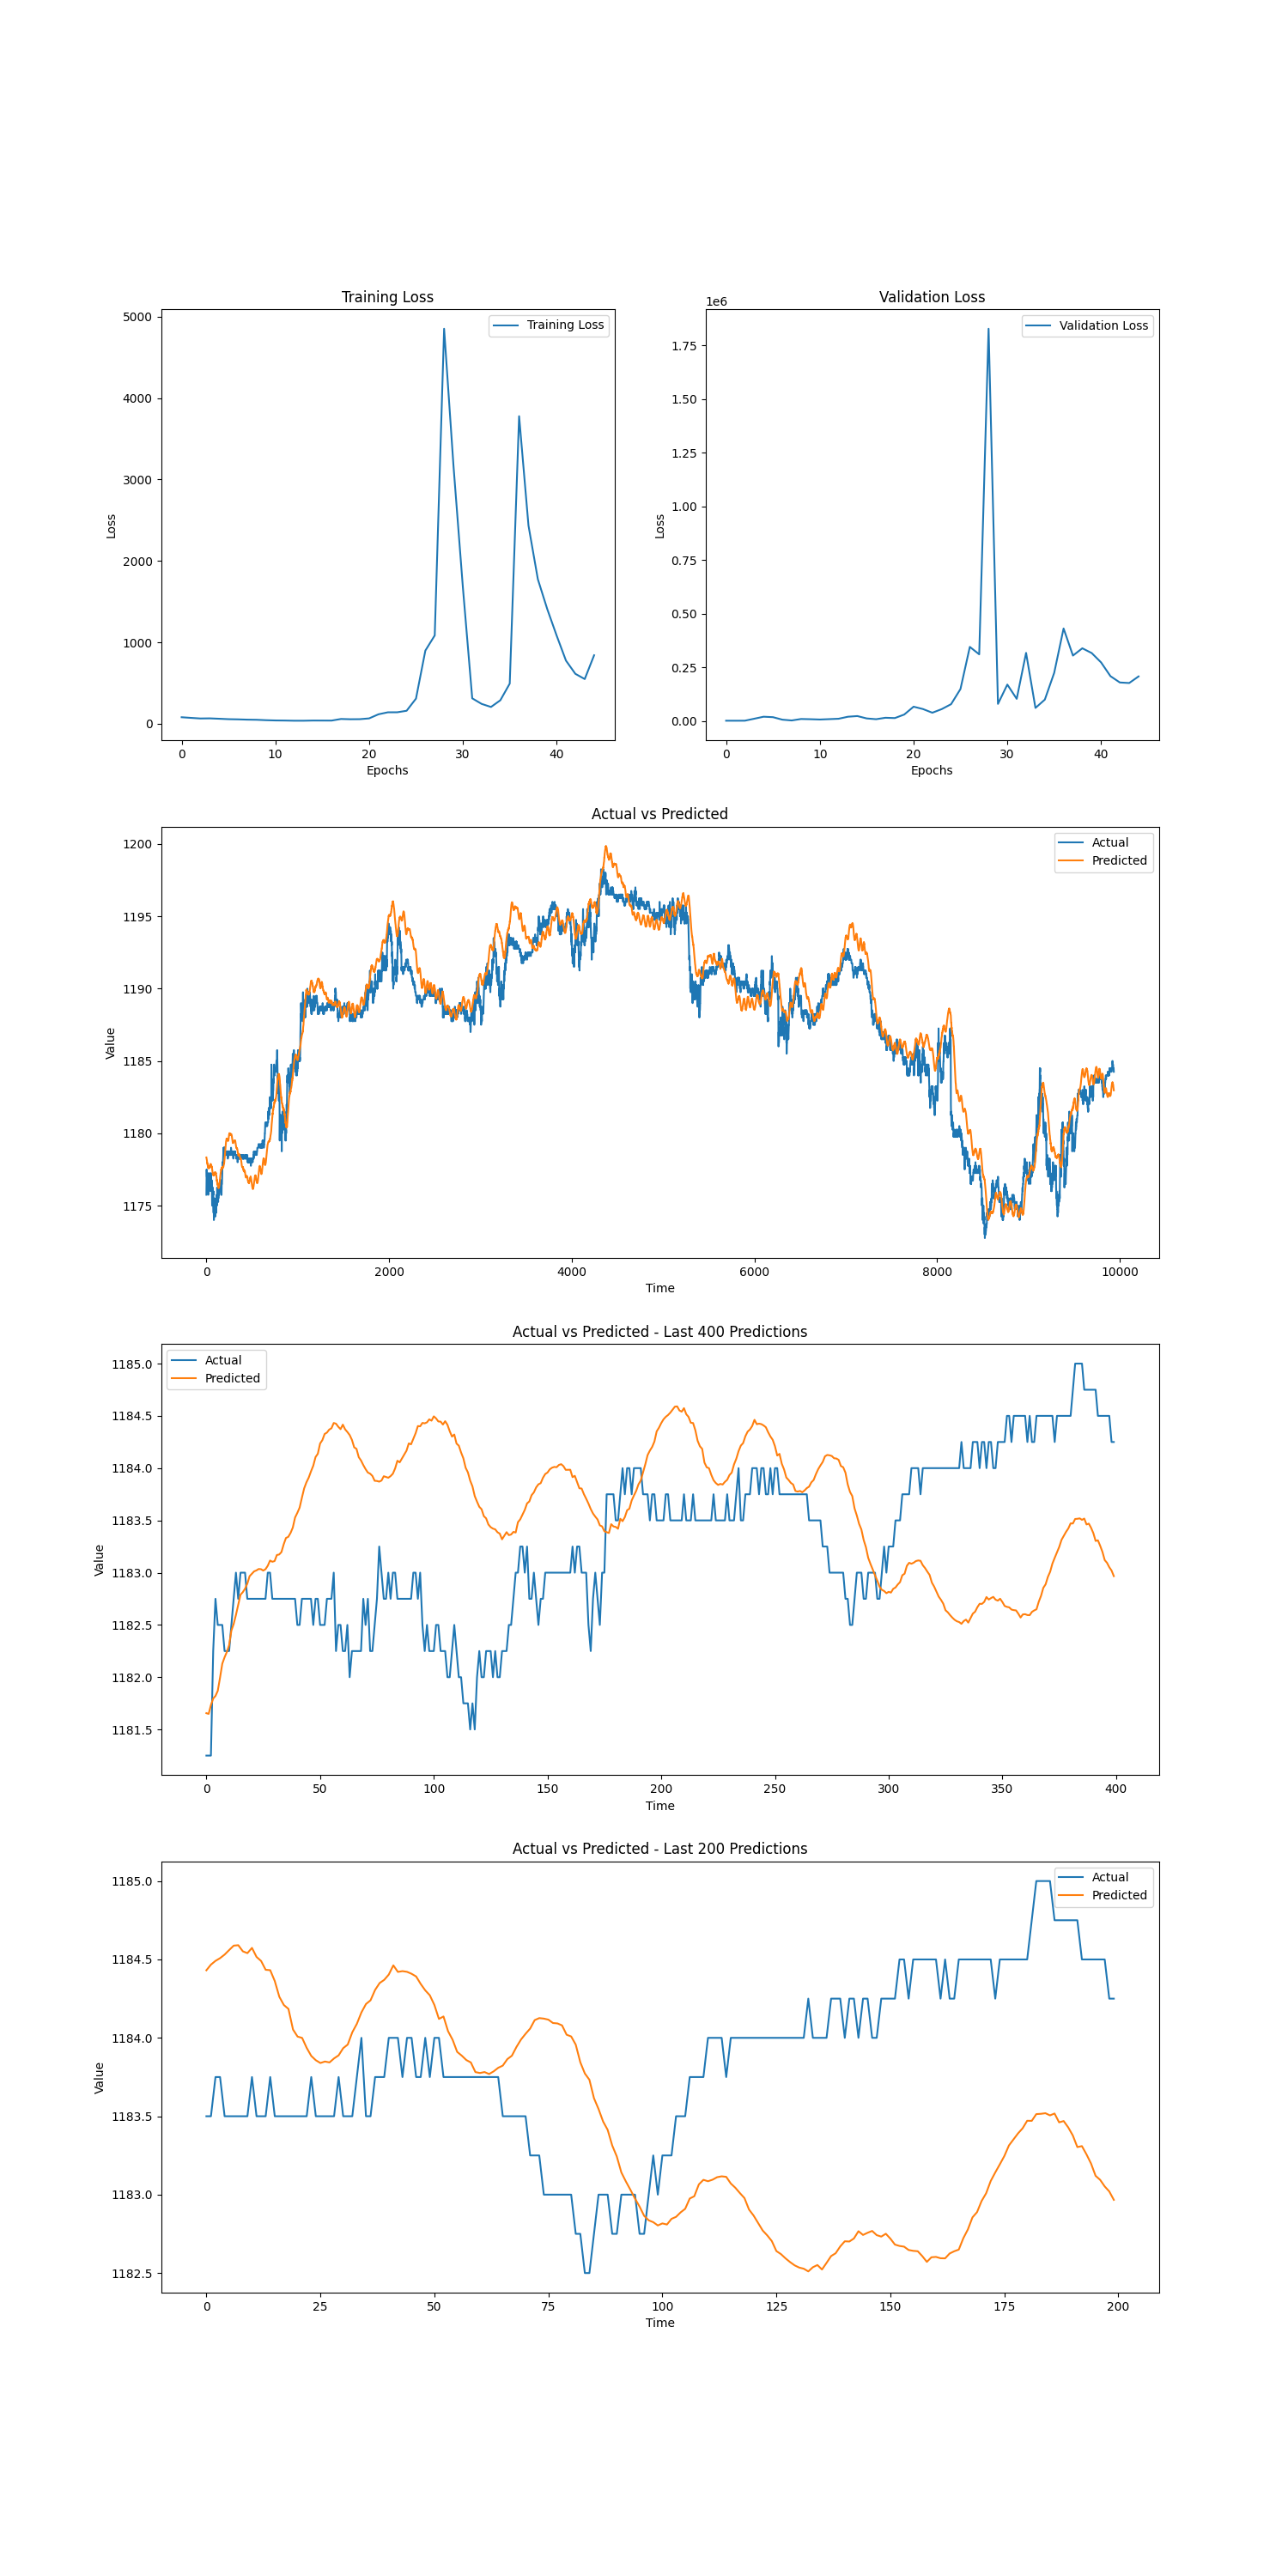 Training Loss
Training Loss
5000
4000
3000
2000
1000
0
Loss
0 10 20 30 40
Epochs
Validation Loss
1e6
Validation Loss
1.75
1.50
1.25
1.00
0.75
0.50
0.25
0.00
Loss
0 10 20 30 40
Epochs
Actual vs Predicted
Actual
Predicted
1200
1195
1190
1185
1180
1175
Value
0 2000 4000 6000 8000 10000
Time
Actual vs Predicted - Last 400 Predictions
Actual
Predicted
1185.0
1184.5
1184.0
1183.5
1183.0
1182.5
1182.0
1181.5
Value
0 50 100 150 200 250 300 350 400
Time
Actual vs Predicted - Last 200 Predictions
Actual
Predicted
1185.0
1184.5
1184.0
1183.5
1183.0
1182.5
Value
0 25 50 75 100 125 150 175 200
Time